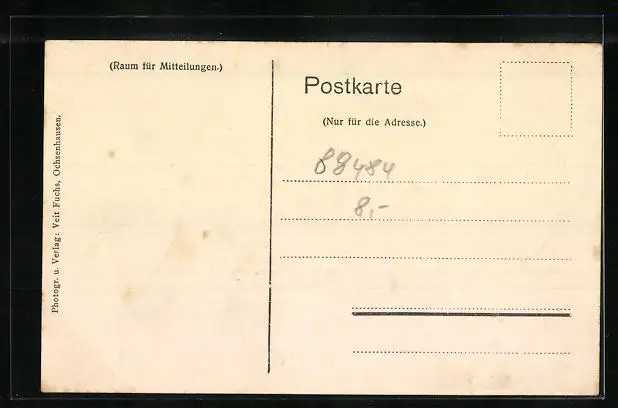 (Raum für Mitteilungen.)
Postkarte
(Nur für die Adresse.)
88484
8,-
Photogr. u. Verlag: Veit Fuchs, Ochsenhausen.